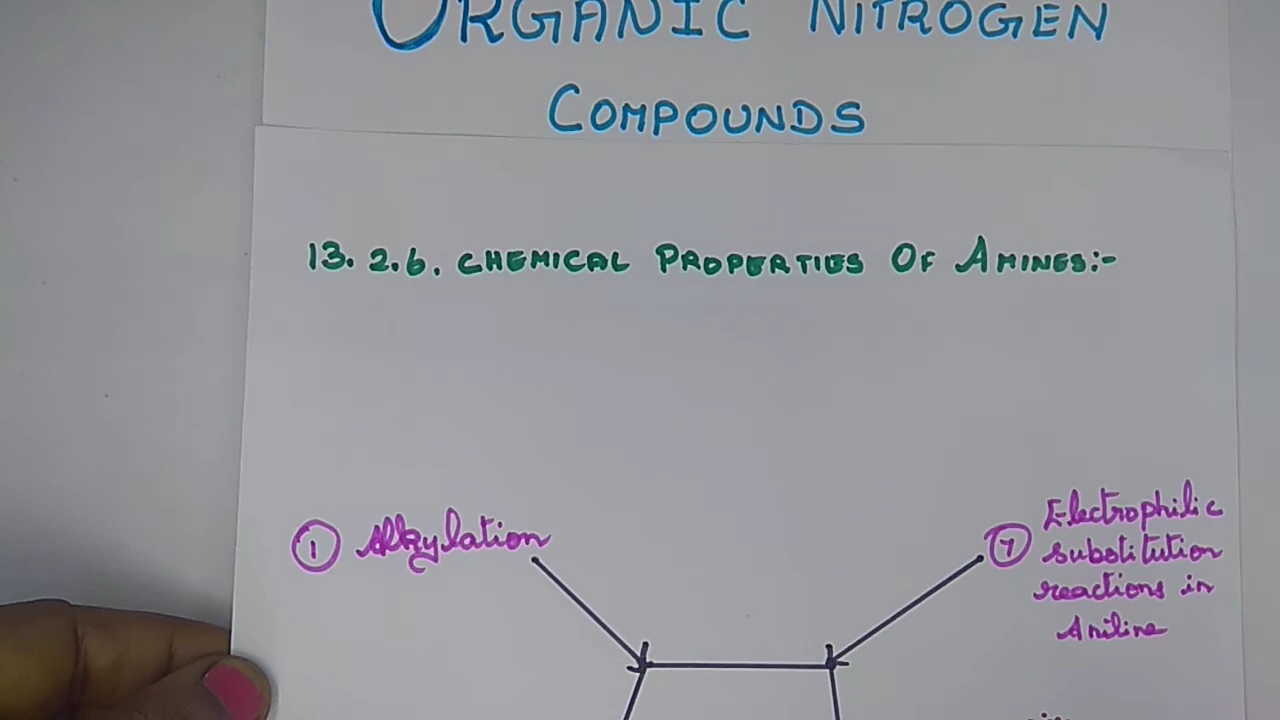 ORGANIC NITROGEN
COMPOUNDS
13.2.6. CHEMICAL PROPERTIES OF AMINES:-
① Alkylation
⑦ Electrophilic
substitution
reactions in
Aniline